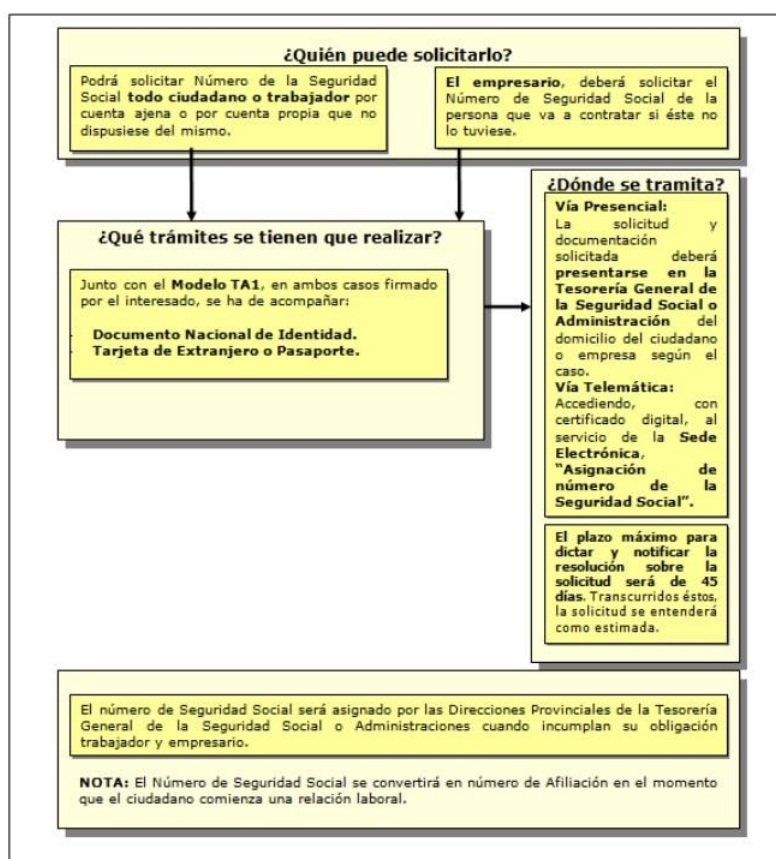 ¿Quién puede solicitarlo?
Podrá solicitar Número de la Seguridad
Social todo ciudadano o trabajador por
cuenta ajena o por cuenta propia que no
dispusiese del mismo.
El empresario, deberá solicitar el
Número de Seguridad Social de la
persona que va a contratar si éste no
lo tuviese.
¿Qué trámites se tienen que realizar?
Junto con el Modelo TA1, en ambos casos firmado
por el interesado, se ha de acompañar:
- Documento Nacional de Identidad.
- Tarjeta de Extranjero o Pasaporte.
¿Dónde se tramita?
Vía Presencial:
La solicitud y
documentación
solicitada deberá
presentarse en la
Tesorería General de
la Seguridad Social o
Administración del
domicilio del ciudadano
o empresa según el
caso.
Vía Telemática:
Accediendo, con
certificado digital, al
servicio de la Sede
Electrónica,
"Asignación de
número de la
Seguridad Social".
El plazo máximo para
dictar y notificar la
resolución sobre la
solicitud será de 45
días. Transcurridos éstos,
la solicitud se entenderá
como estimada.
El número de Seguridad Social será asignado por las Direcciones Provinciales de la Tesorería
General de la Seguridad Social o Administraciones cuando incumplan su obligación
trabajador y empresario.
NOTA: El Número de Seguridad Social se convertirá en número de Afiliación en el momento
que el ciudadano comienza una relación laboral.